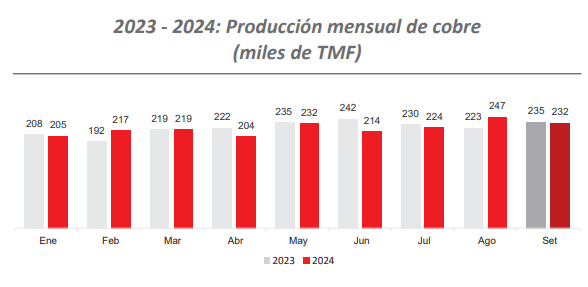 2023 - 2024: Producción mensual de cobre
(miles de TMF)
208 205 192 217 219 219 222 204 235 232 242 214 230 224 223 247 235 232
Ene Feb Mar Abr May Jun Jul Ago Set
2023 2024